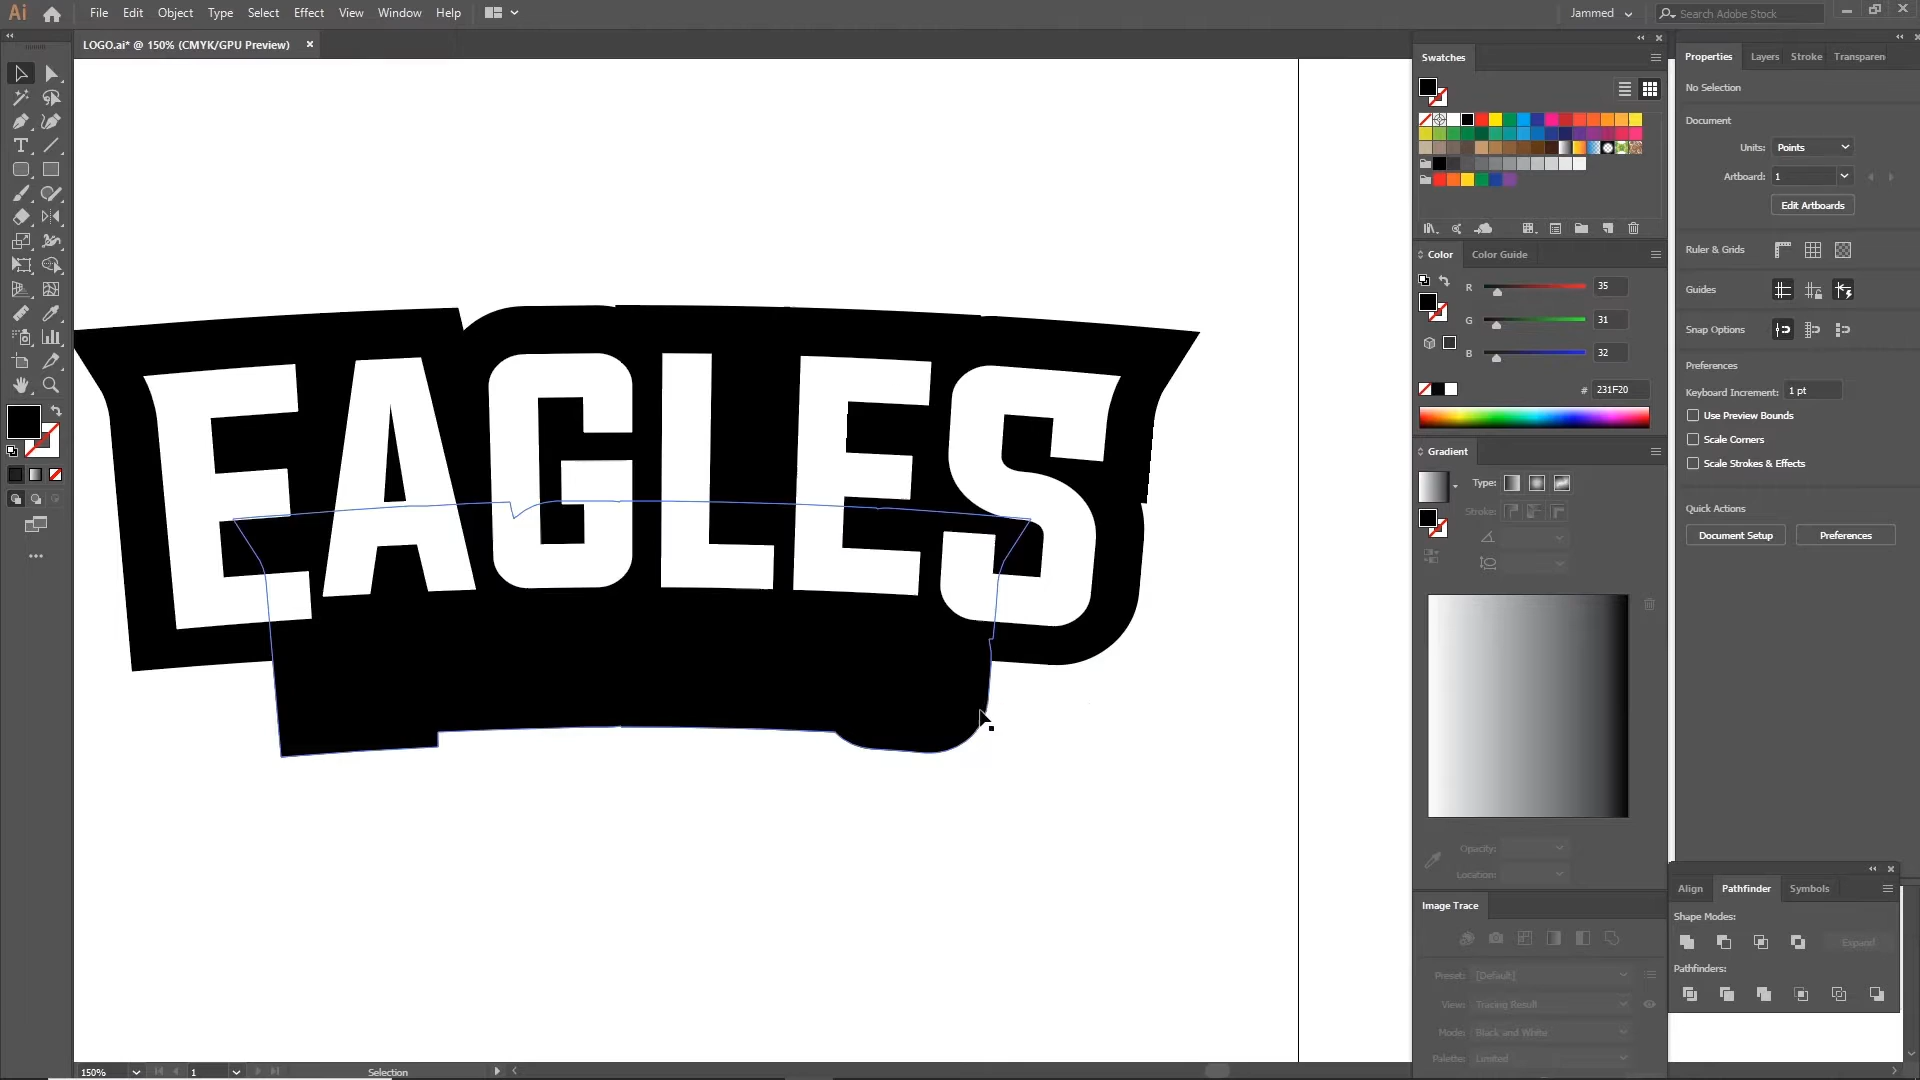 Ai File Edit Object Type Select Effect View Window Help Jammed Search Adobe Stock
LOGO.ai* @ 150% (CMYK/GPU Preview) ×
EAGLES
150% 1 Selection
Swatches
Color Color Guide
R 35
G 31
B 32
# 231F20
Gradient
Type:
Stroke:
Opacity:
Location:
Image Trace
Preset: [Default]
View: Tracing Result
Mode: Black and White
Palette: Limited
Properties Layers Stroke Transparen
No Selection
Document
Units: Points
Artboard: 1
Edit Artboards
Ruler & Grids
Guides
Snap Options
Preferences
Keyboard Increment: 1 pt
Use Preview Bounds
Scale Corners
Scale Strokes & Effects
Quick Actions
Document Setup Preferences
Align Pathfinder Symbols
Shape Modes:
Expand
Pathfinders: